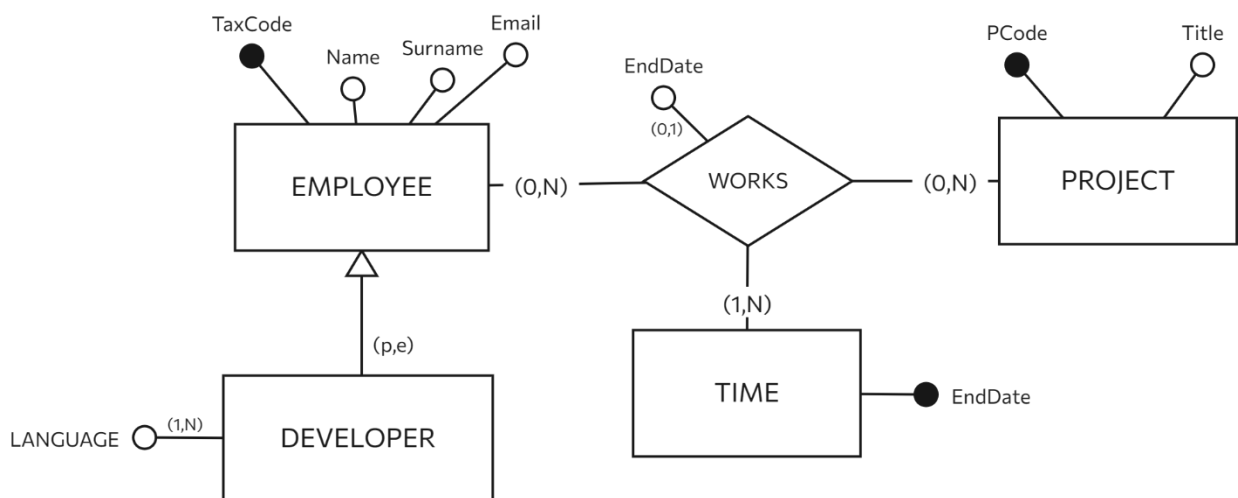 TaxCode
Name
Surname
Email
EndDate
(0,1)
PCode
Title
EMPLOYEE
(0,N)
WORKS
(0,N)
PROJECT
(1,N)
(p,e)
TIME
EndDate
LANGUAGE
(1,N)
DEVELOPER